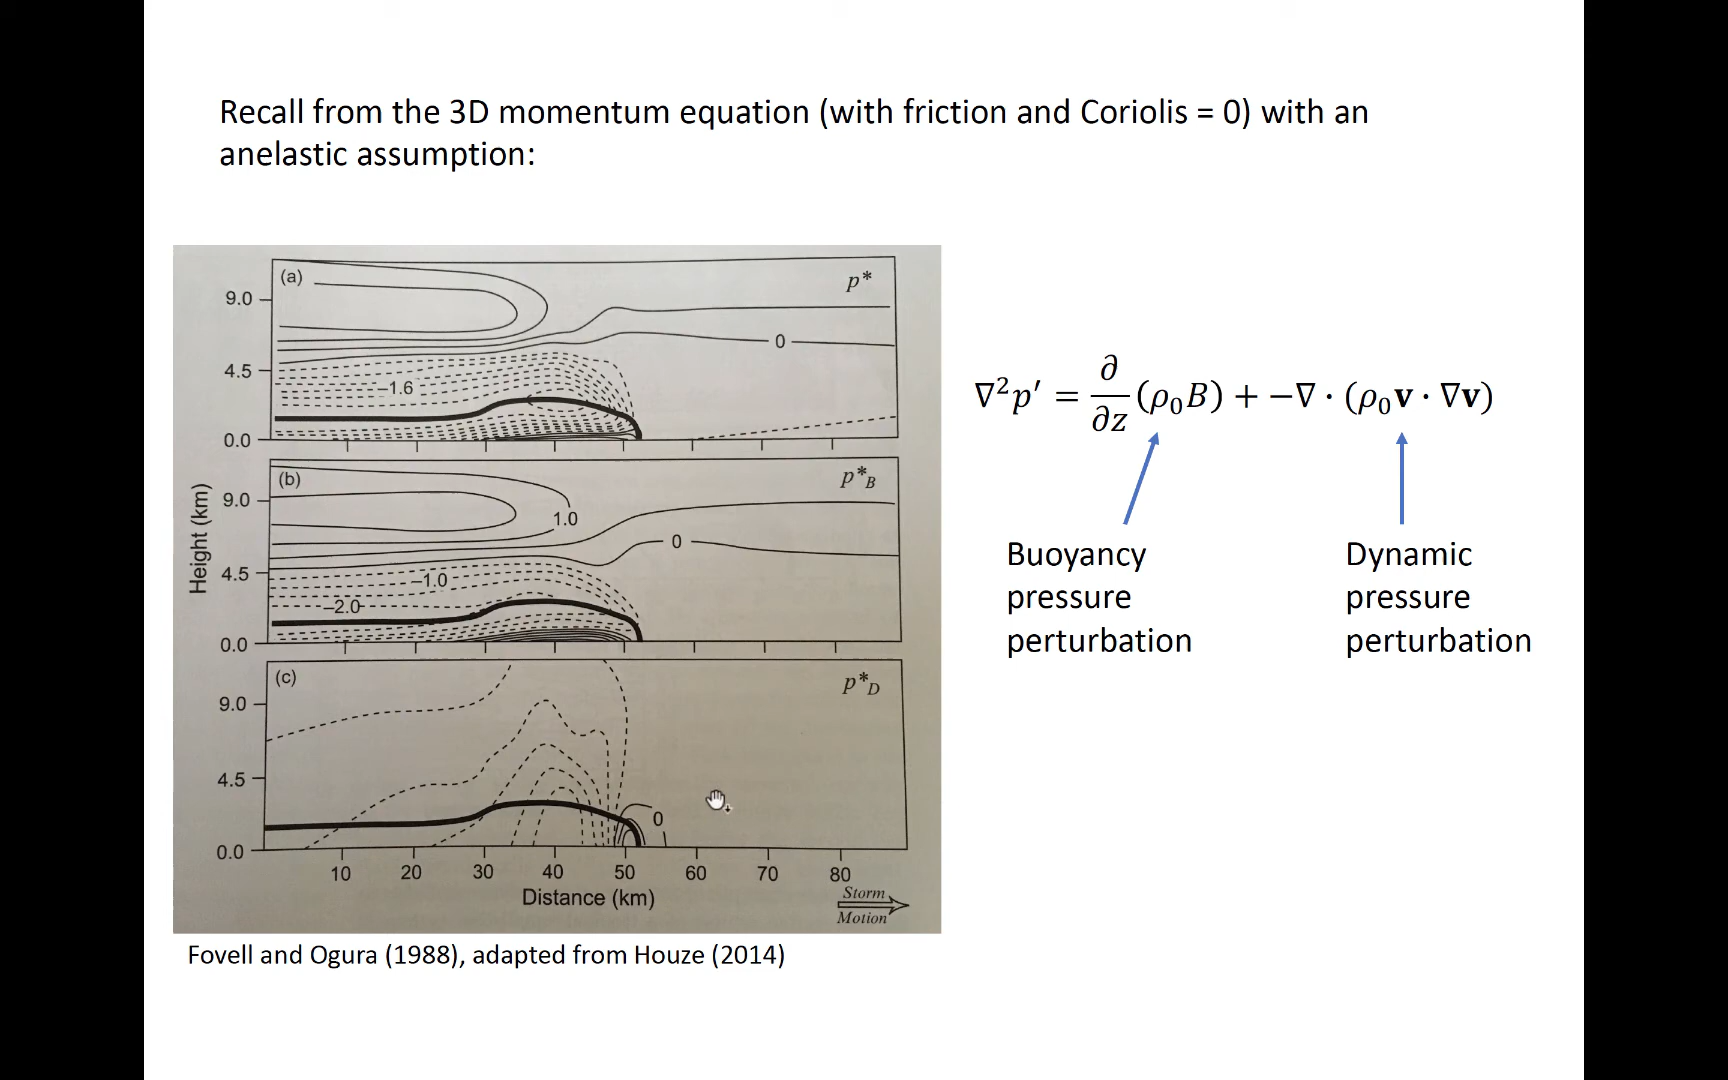 Recall from the 3D momentum equation (with friction and Coriolis = 0) with an
anelastic assumption:
(a)
p*
9.0
0
4.5
–1.6
0.0
(b)
p*B
9.0
1.0
0
4.5
–1.0
–2.0
0.0
Height (km)
(c)
p*D
9.0
4.5
0
0.0
10 20 30 40 50 60 70 80
Distance (km)
Storm
Motion
∇²p′ = ∂/∂z (ρ₀B) + −∇ · (ρ₀v · ∇v)
Buoyancy
pressure
perturbation
Dynamic
pressure
perturbation
Fovell and Ogura (1988), adapted from Houze (2014)